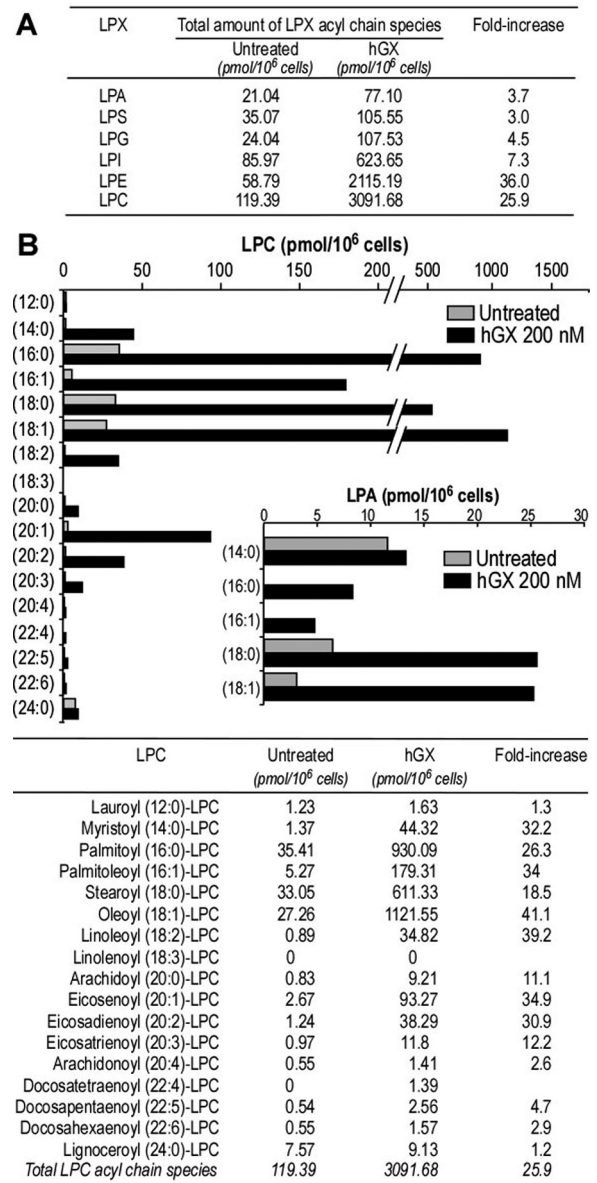 A
LPX Total amount of LPX acyl chain species Fold-increase
Untreated hGX
(pmol/10⁶ cells) (pmol/10⁶ cells)
LPA 21.04 77.10 3.7
LPS 35.07 105.55 3.0
LPG 24.04 107.53 4.5
LPI 85.97 623.65 7.3
LPE 58.79 2115.19 36.0
LPC 119.39 3091.68 25.9
B
LPC (pmol/10⁶ cells)
0 50 100 150 200 500 1000 1500
Untreated
hGX 200 nM
(12:0)
(14:0)
(16:0)
(16:1)
(18:0)
(18:1)
(18:2)
(18:3)
(20:0)
(20:1)
(20:2)
(20:3)
(20:4)
(22:4)
(22:5)
(22:6)
(24:0)
LPA (pmol/10⁶ cells)
0 5 10 15 20 25 30
Untreated
hGX 200 nM
(14:0)
(16:0)
(16:1)
(18:0)
(18:1)
LPC Untreated hGX Fold-increase
(pmol/10⁶ cells) (pmol/10⁶ cells)
Lauroyl (12:0)-LPC 1.23 1.63 1.3
Myristoyl (14:0)-LPC 1.37 44.32 32.2
Palmitoyl (16:0)-LPC 35.41 930.09 26.3
Palmitoleoyl (16:1)-LPC 5.27 179.31 34
Stearoyl (18:0)-LPC 33.05 611.33 18.5
Oleoyl (18:1)-LPC 27.26 1121.55 41.1
Linoleoyl (18:2)-LPC 0.89 34.82 39.2
Linolenoyl (18:3)-LPC 0 0
Arachidoyl (20:0)-LPC 0.83 9.21 11.1
Eicosenoyl (20:1)-LPC 2.67 93.27 34.9
Eicosadienoyl (20:2)-LPC 1.24 38.29 30.9
Eicosatrienoyl (20:3)-LPC 0.97 11.8 12.2
Arachidonoyl (20:4)-LPC 0.55 1.41 2.6
Docosatetraenoyl (22:4)-LPC 0 1.39
Docosapentaenoyl (22:5)-LPC 0.54 2.56 4.7
Docosahexaenoyl (22:6)-LPC 0.55 1.57 2.9
Lignoceroyl (24:0)-LPC 7.57 9.13 1.2
Total LPC acyl chain species 119.39 3091.68 25.9